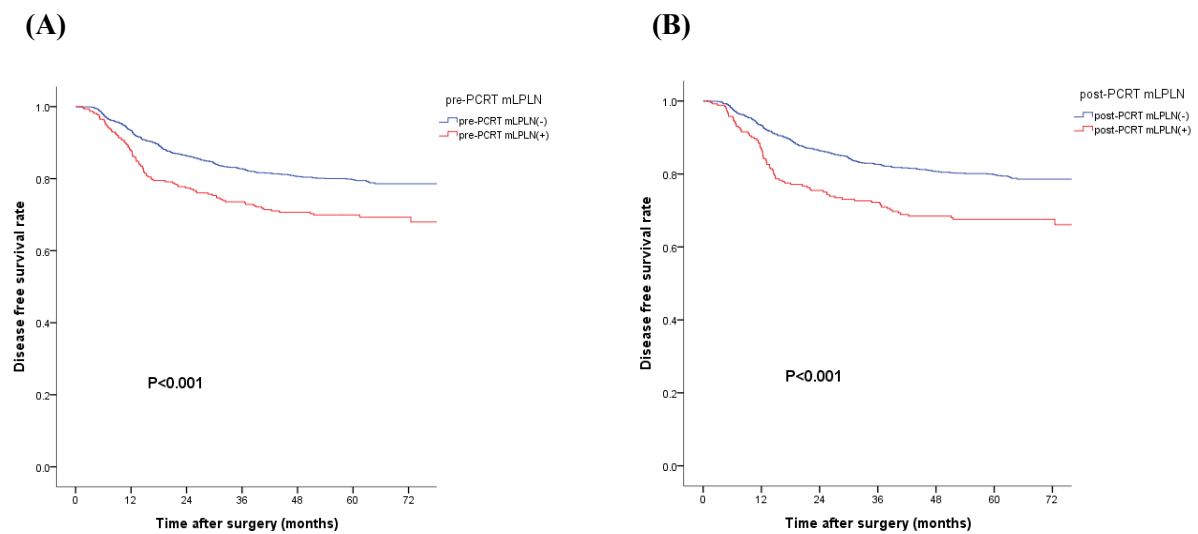 (A)
pre-PCRT mLPLN
pre-PCRT mLPLN(-)
pre-PCRT mLPLN(+)
1.0
0.8
0.6
0.4
0.2
0.0
Disease free survival rate
P<0.001
0 12 24 36 48 60 72
Time after surgery (months)
(B)
post-PCRT mLPLN
post-PCRT mLPLN(-)
post-PCRT mLPLN(+)
1.0
0.8
0.6
0.4
0.2
0.0
Disease free survival rate
P<0.001
0 12 24 36 48 60 72
Time after surgery (months)